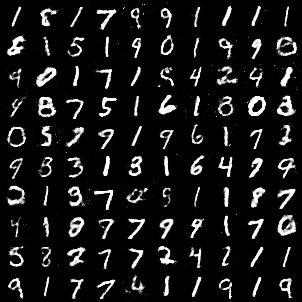 1 8 1 7 9 9 1 1 1 1
8 1 5 1 9 0 1 9 9 8
9 0 1 7 1 9 4 2 4 1
9 8 7 5 1 6 1 8 0 3
0 5 7 9 1 9 6 1 7 2
9 8 3 1 3 1 6 4 7 9
2 1 9 7 0 9 1 1 8 7
4 1 8 7 7 9 9 1 7 0
5 8 2 7 7 2 4 1 1
9 1 7 7 4 1 1 9 1 9